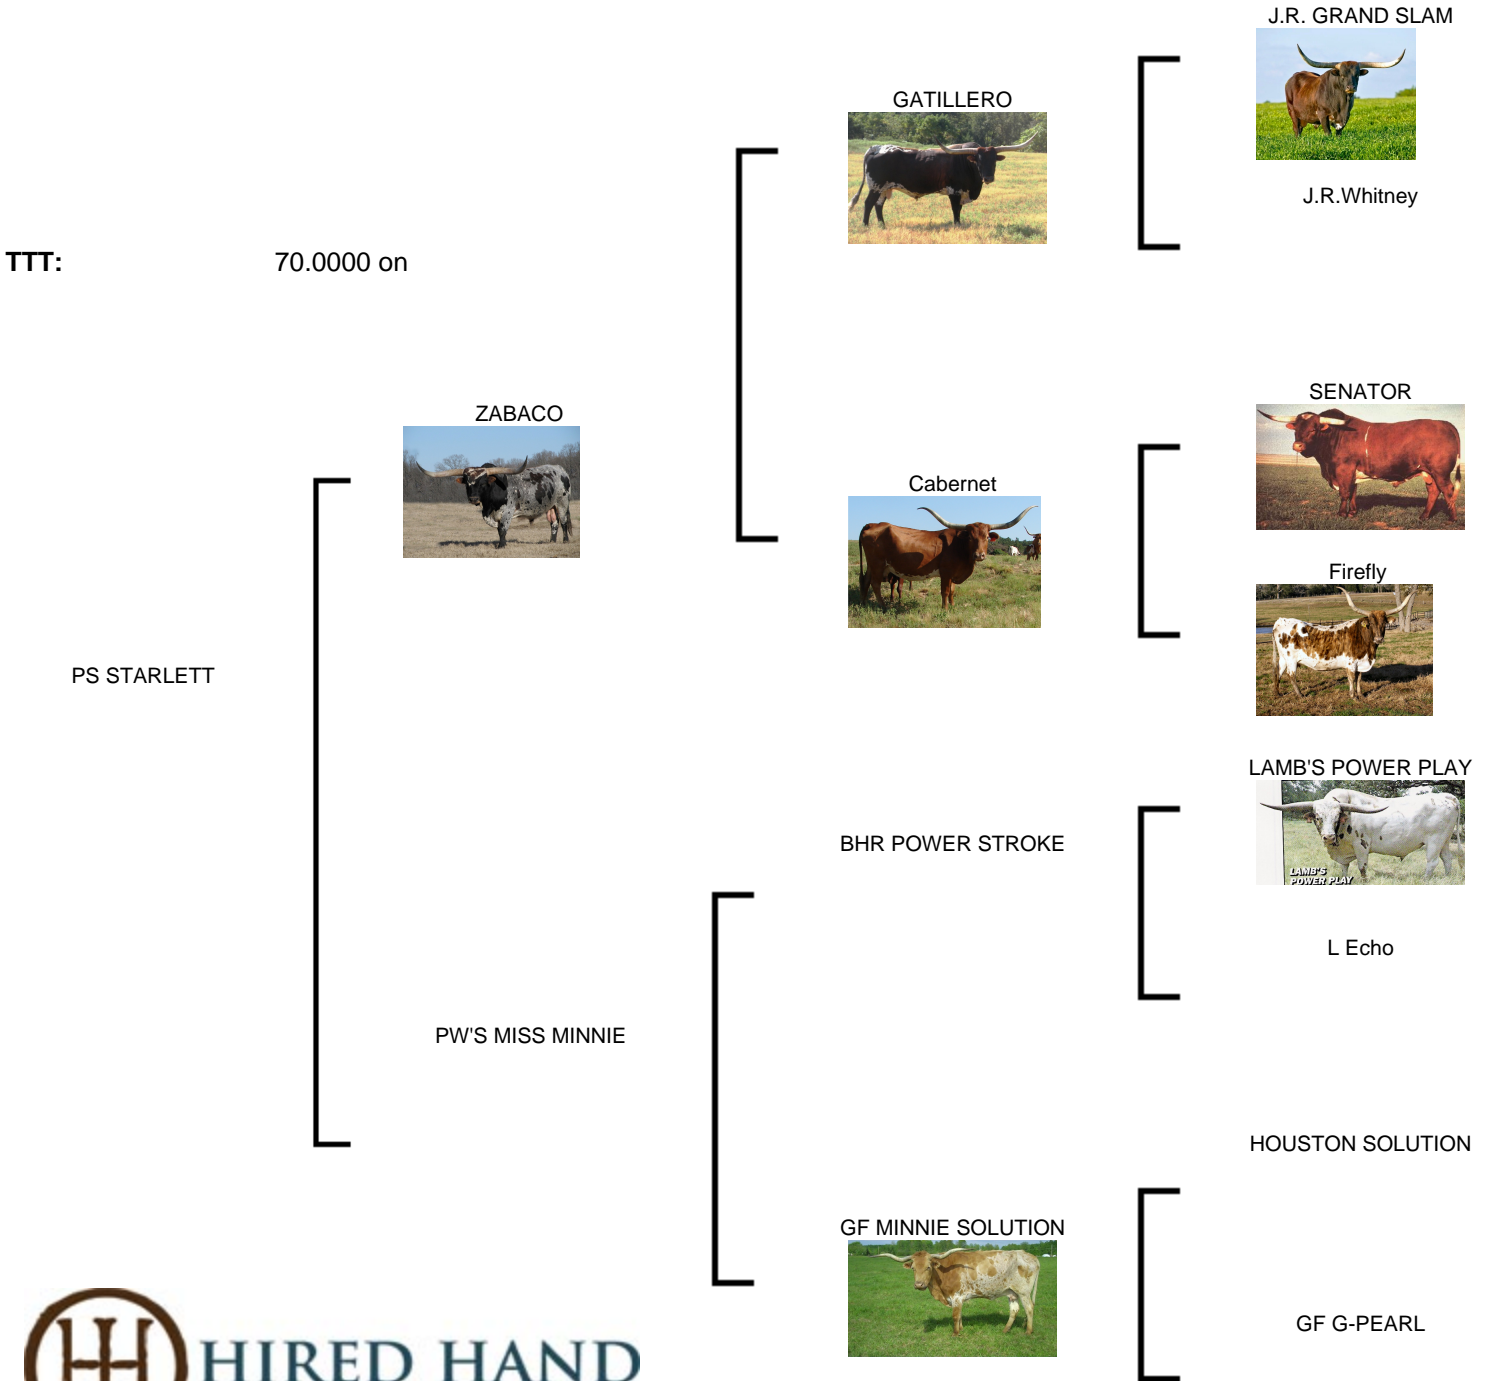 J.R. GRAND SLAM
GATILLERO
J.R.Whitney
TTT: 70.0000 on
SENATOR
ZABACO
Cabernet
Firefly
PS STARLETT
LAMB'S POWER PLAY
BHR POWER STROKE
LAMB'S
POWER PLAY
L Echo
PW'S MISS MINNIE
HOUSTON SOLUTION
GF MINNIE SOLUTION
GF G-PEARL
HIRED HAND